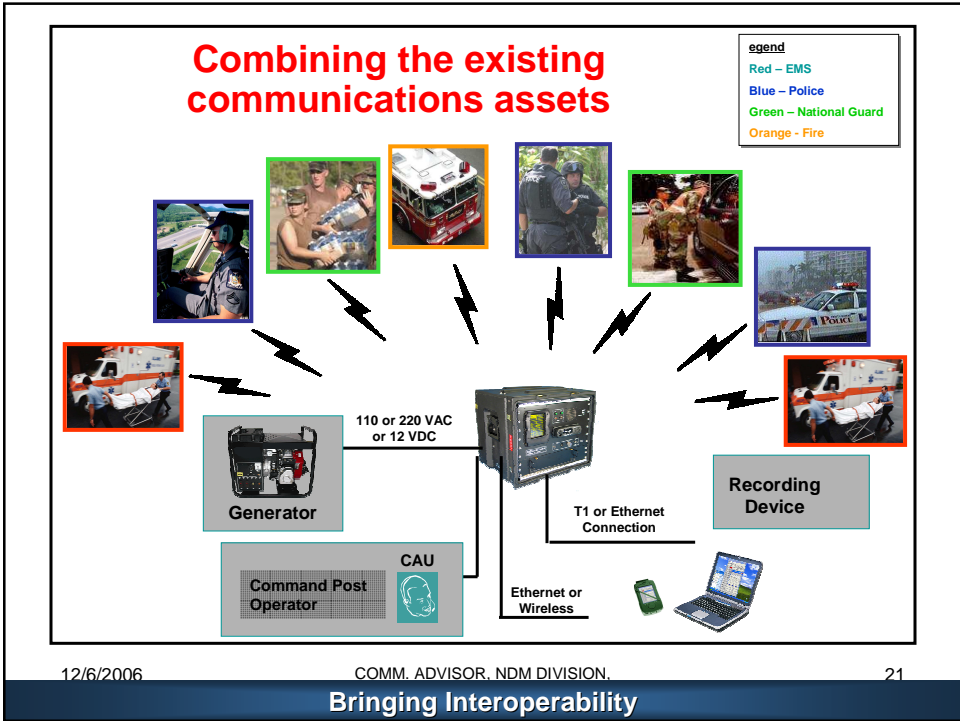 Combining the existing
communications assets
egend
Red – EMS
Blue – Police
Green – National Guard
Orange - Fire
POLICE
110 or 220 VAC
or 12 VDC
Generator
Recording
Device
T1 or Ethernet
Connection
CAU
Command Post
Operator
Ethernet or
Wireless
12/6/2006
COMM. ADVISOR, NDM DIVISION,
21
Bringing Interoperability